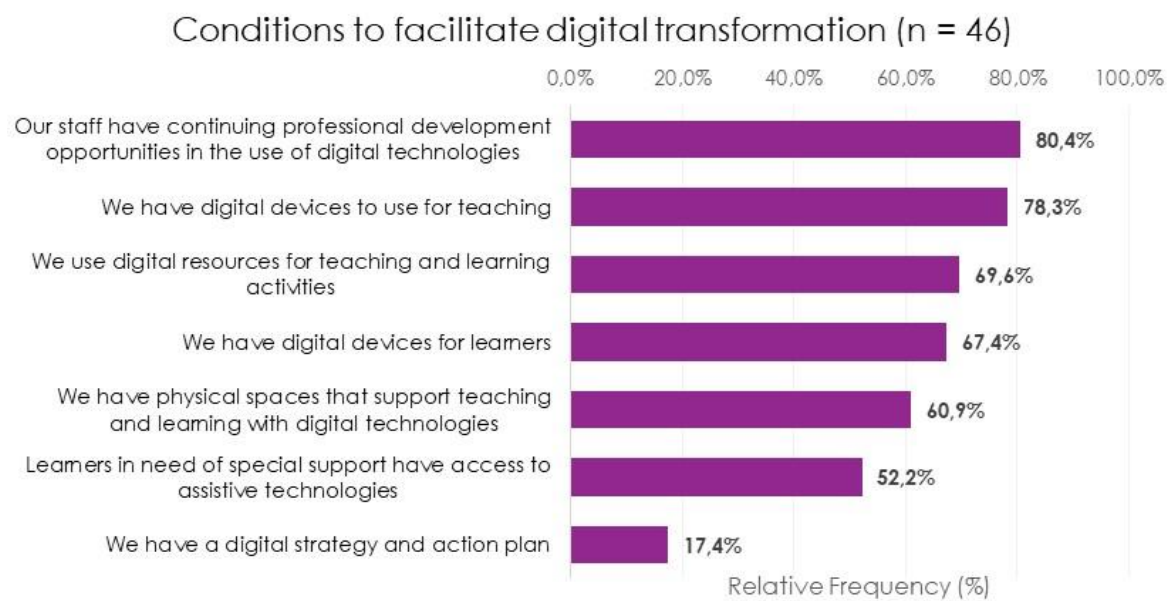 Conditions to facilitate digital transformation (n = 46)
0,0% 20,0% 40,0% 60,0% 80,0% 100,0%
Our staff have continuing professional development
opportunities in the use of digital technologies
80,4%
We have digital devices to use for teaching
78,3%
We use digital resources for teaching and learning
activities
69,6%
We have digital devices for learners
67,4%
We have physical spaces that support teaching
and learning with digital technologies
60,9%
Learners in need of special support have access to
assistive technologies
52,2%
We have a digital strategy and action plan
17,4%
Relative Frequency (%)